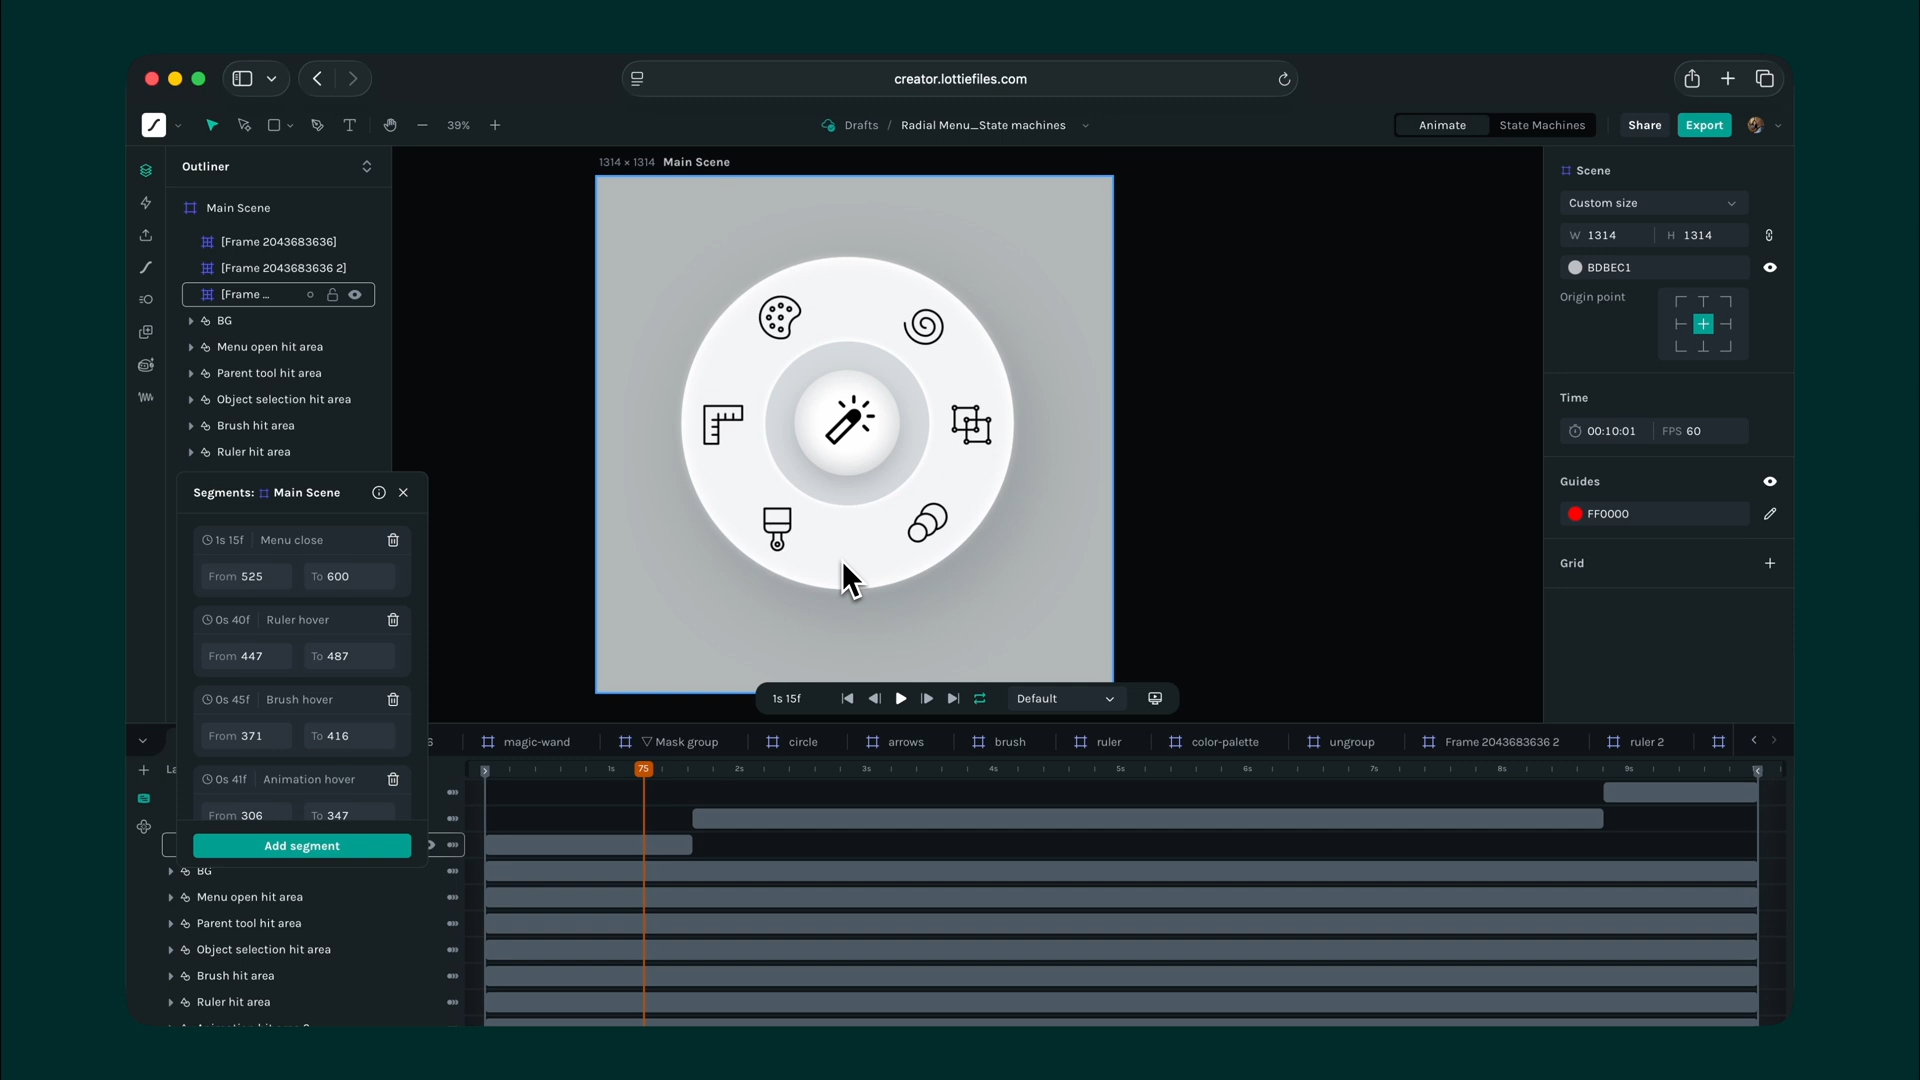 creator.lottiefiles.com
39%
Drafts / Radial Menu_State machines
Animate
State Machines
Share
Export
Outliner
Main Scene
[Frame 2043683636]
[Frame 2043683636 2]
[Frame ...
BG
Menu open hit area
Parent tool hit area
Object selection hit area
Brush hit area
Ruler hit area
Segments: Main Scene
1s 15f Menu close
From 525 To 600
0s 40f Ruler hover
From 447 To 487
0s 45f Brush hover
From 371 To 416
0s 41f Animation hover
From 306 To 347
Add segment
1314 × 1314 Main Scene
1s 15f
Default
Scene
Custom size
W 1314 H 1314
BDBEC1
Origin point
Time
00:10:01 FPS 60
Guides
FF0000
Grid
6 magic-wand ▽ Mask group circle arrows brush ruler color-palette ungroup Frame 2043683636 2 ruler 2
La
1s 75 2s 3s 4s 5s 6s 7s 8s 9s
BG
Menu open hit area
Parent tool hit area
Object selection hit area
Brush hit area
Ruler hit area